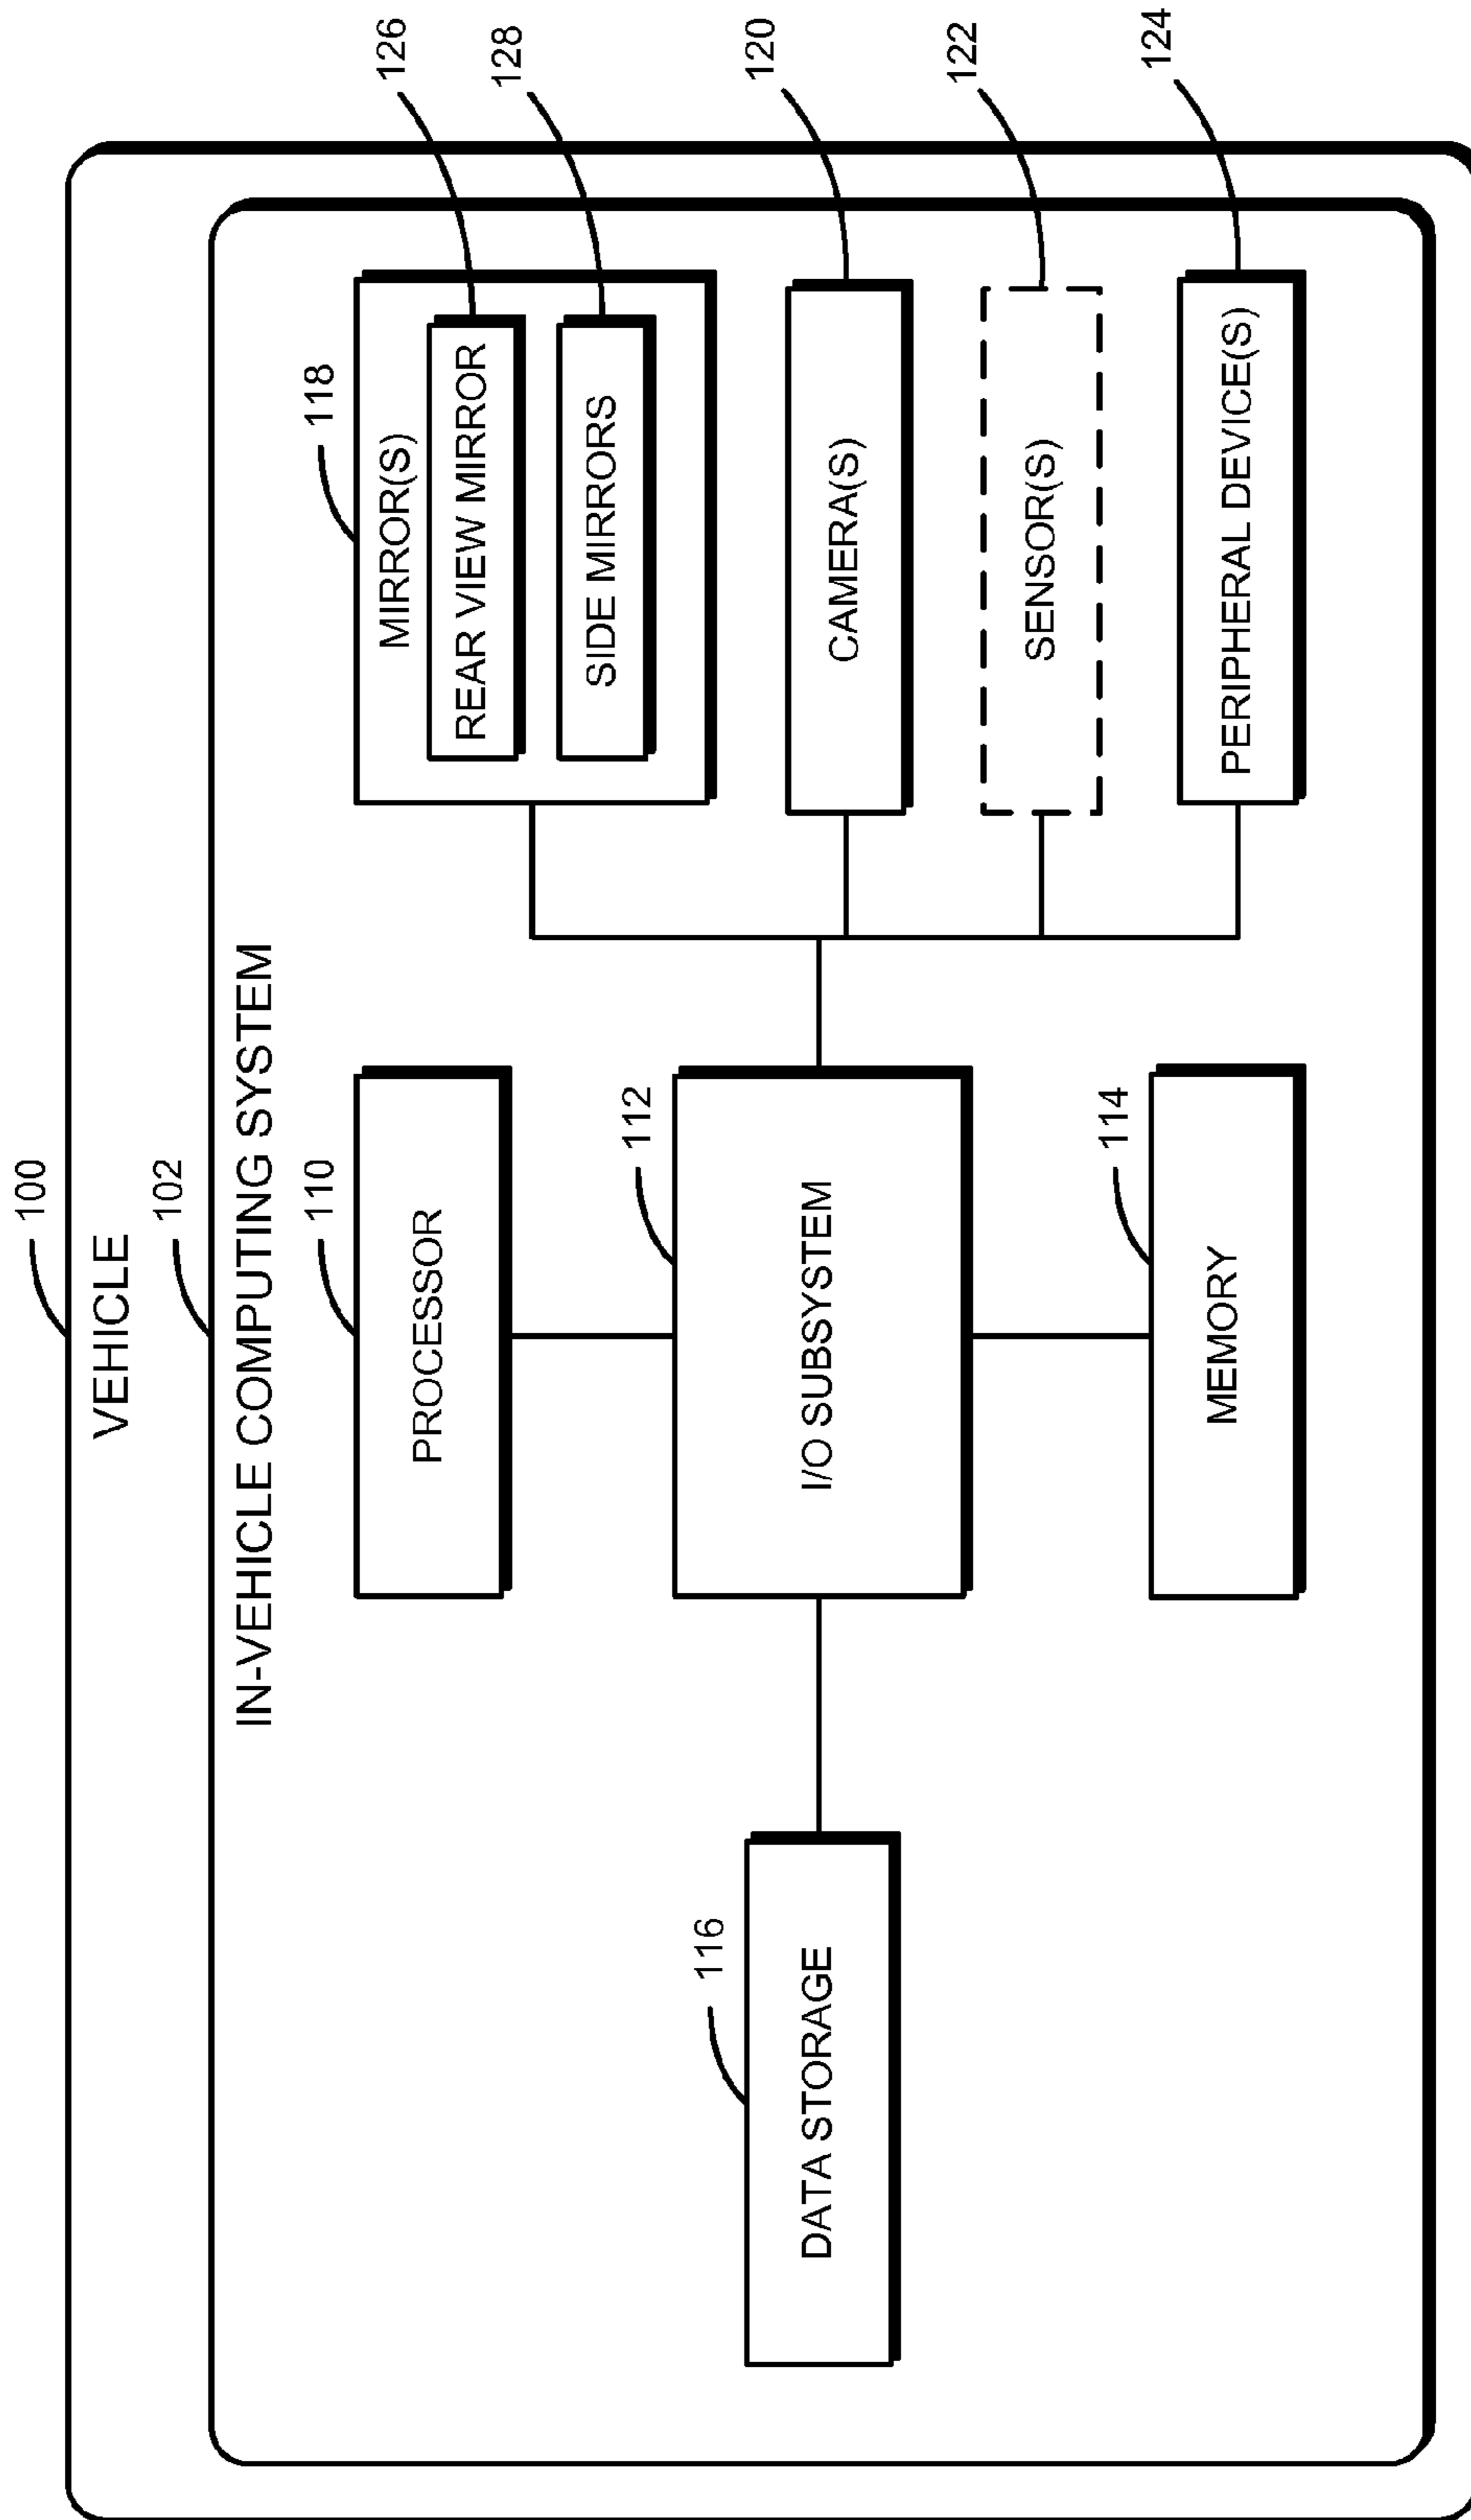 100
VEHICLE
102
IN-VEHICLE COMPUTING SYSTEM
110
PROCESSOR
112
I/O SUBSYSTEM
114
MEMORY
116
DATA STORAGE
118
MIRROR(S)
REAR VIEW MIRROR
126
SIDE MIRRORS
128
CAMERA(S)
120
SENSOR(S)
122
PERIPHERAL DEVICE(S)
124